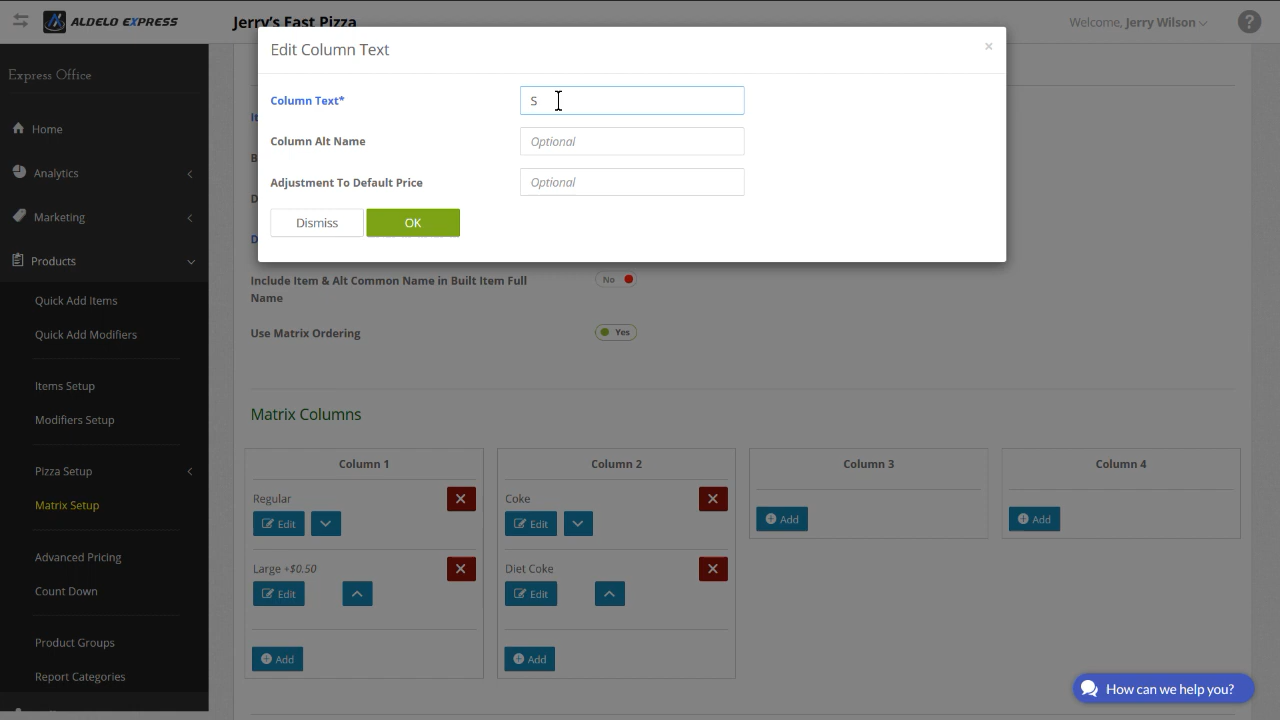 ALDELO EXPRESS
Jerry's Fast Pizza
Welcome, Jerry Wilson
?
Express Office
Home
Analytics
Marketing
Products
Quick Add Items
Quick Add Modifiers
Items Setup
Modifiers Setup
Pizza Setup
Matrix Setup
Advanced Pricing
Count Down
Product Groups
Report Categories
Edit Column Text
×
Column Text*
S
Column Alt Name
Optional
Adjustment To Default Price
Optional
Dismiss
OK
Include Item & Alt Common Name in Built Item Full
Name
No
Use Matrix Ordering
Yes
Matrix Columns
Column 1
Regular
Edit
Large +$0.50
Edit
Add
Column 2
Coke
Edit
Diet Coke
Edit
Add
Column 3
Add
Column 4
Add
How can we help you?